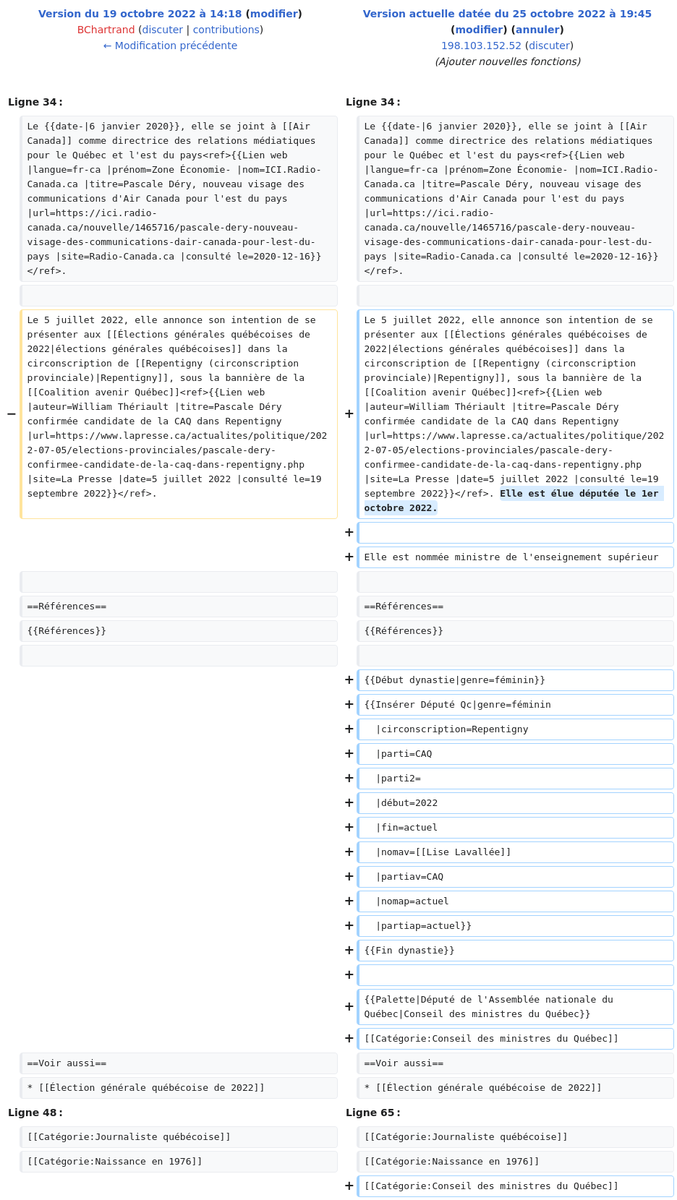 Version du 19 octobre 2022 à 14:18 (modifier)
BChartrand (discuter | contributions)
← Modification précédente
Version actuelle datée du 25 octobre 2022 à 19:45
(modifier) (annuler)
198.103.152.52 (discuter)
(Ajouter nouvelles fonctions)
Ligne 34 :
Ligne 34 :
Le {{date-|6 janvier 2020}}, elle se joint à [[Air
Canada]] comme directrice des relations médiatiques
pour le Québec et l'est du pays<ref>{{Lien web
|langue=fr-ca |prénom=Zone Économie- |nom=ICI.Radio-
Canada.ca |titre=Pascale Déry, nouveau visage des
communications d'Air Canada pour l'est du pays
|url=https://ici.radio-
canada.ca/nouvelle/1465716/pascale-dery-nouveau-
visage-des-communications-dair-canada-pour-lest-du-
pays |site=Radio-Canada.ca |consulté le=2020-12-16}}
</ref>.
Le {{date-|6 janvier 2020}}, elle se joint à [[Air
Canada]] comme directrice des relations médiatiques
pour le Québec et l'est du pays<ref>{{Lien web
|langue=fr-ca |prénom=Zone Économie- |nom=ICI.Radio-
Canada.ca |titre=Pascale Déry, nouveau visage des
communications d'Air Canada pour l'est du pays
|url=https://ici.radio-
canada.ca/nouvelle/1465716/pascale-dery-nouveau-
visage-des-communications-dair-canada-pour-lest-du-
pays |site=Radio-Canada.ca |consulté le=2020-12-16}}
</ref>.
−
Le 5 juillet 2022, elle annonce son intention de se
présenter aux [[Élections générales québécoises de
2022|élections générales québécoises]] dans la
circonscription de [[Repentigny (circonscription
provinciale)|Repentigny]], sous la bannière de la
[[Coalition avenir Québec]]<ref>{{Lien web
|auteur=William Thériault |titre=Pascale Déry
confirmée candidate de la CAQ dans Repentigny
|url=https://www.lapresse.ca/actualites/politique/202
2-07-05/elections-provinciales/pascale-dery-
confirmee-candidate-de-la-caq-dans-repentigny.php
|site=La Presse |date=5 juillet 2022 |consulté le=19
septembre 2022}}</ref>.
+
Le 5 juillet 2022, elle annonce son intention de se
présenter aux [[Élections générales québécoises de
2022|élections générales québécoises]] dans la
circonscription de [[Repentigny (circonscription
provinciale)|Repentigny]], sous la bannière de la
[[Coalition avenir Québec]]<ref>{{Lien web
|auteur=William Thériault |titre=Pascale Déry
confirmée candidate de la CAQ dans Repentigny
|url=https://www.lapresse.ca/actualites/politique/202
2-07-05/elections-provinciales/pascale-dery-
confirmee-candidate-de-la-caq-dans-repentigny.php
|site=La Presse |date=5 juillet 2022 |consulté le=19
septembre 2022}}</ref>. Elle est élue députée le 1er
octobre 2022.
+
+ Elle est nommée ministre de l'enseignement supérieur
==Références==
==Références==
{{Références}}
{{Références}}
+ {{Début dynastie|genre=féminin}}
+ {{Insérer Député Qc|genre=féminin
+ |circonscription=Repentigny
+ |parti=CAQ
+ |parti2=
+ |début=2022
+ |fin=actuel
+ |nomav=[[Lise Lavallée]]
+ |partiav=CAQ
+ |nomap=actuel
+ |partiap=actuel}}
+ {{Fin dynastie}}
+
+ {{Palette|Député de l'Assemblée nationale du
Québec|Conseil des ministres du Québec}}
+ [[Catégorie:Conseil des ministres du Québec]]
==Voir aussi==
==Voir aussi==
* [[Élection générale québécoise de 2022]]
* [[Élection générale québécoise de 2022]]
Ligne 48 :
Ligne 65 :
[[Catégorie:Journaliste québécoise]]
[[Catégorie:Journaliste québécoise]]
[[Catégorie:Naissance en 1976]]
[[Catégorie:Naissance en 1976]]
+ [[Catégorie:Conseil des ministres du Québec]]